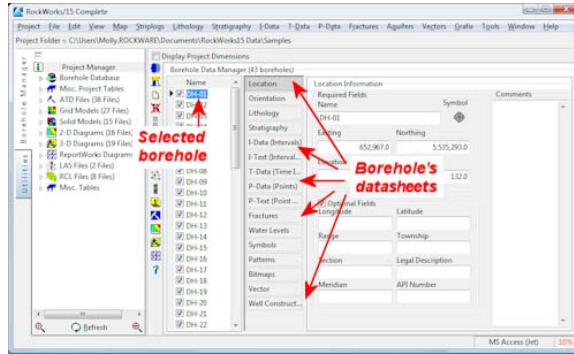 RockWorks/15 Complete
Project File Edit View Map Striplogs Lithology Stratigraphy I-Data T-Data P-Data Fractures Aquifers Vectors Grafix Tools Window Help
Project Folder = C:\Users\Molly.ROCKWARE\Documents\RockWorks15 Data\Samples
Display Project Dimensions
Borehole Manager
Utilities
Project Manager
Borehole Database
Misc. Project Tables
ATD Files (38 Files)
Grid Models (27 Files)
Solid Models (15 Files)
2-D Diagrams (16 Files)
3-D Diagrams (19 Files)
ReportWorks Diagrams
LAS Files (2 Files)
RCL Files (8 Files)
Misc. Tables
Refresh
Borehole Data Manager (43 boreholes)
Name
DH-01
DH-08
DH-09
DH-10
DH-11
DH-12
DH-13
DH-14
DH-15
DH-16
DH-17
DH-18
DH-19
DH-20
DH-21
DH-22
Selected
borehole
Location
Orientation
Lithology
Stratigraphy
I-Data (Intervals)
I-Text (Interval...
T-Data (Time I...
P-Data (Points)
P-Text (Point ...
Fractures
Water Levels
Symbols
Patterns
Bitmaps
Vector
Well Construct...
Location Information
Required Fields
Name Symbol
DH-01
Easting Northing
652,967.0 5,535,293.0
Elevation
132.0
Borehole's
datasheets
Optional Fields
Longitude Latitude
Range Township
Section Legal Description
Meridian API Number
Comments
MS Access (Jet) 10%